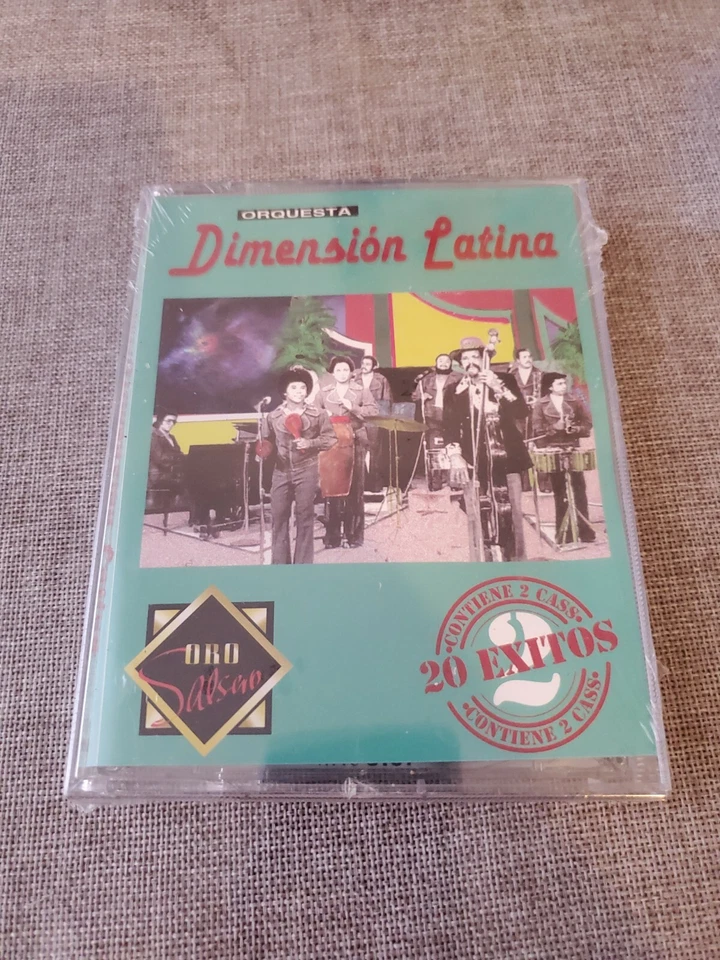 ORQUESTA
Dimensión Latina
ORO
Salsero
•CONTIENE 2 CASS•
2
20 EXITOS
•CONTIENE 2 CASS•